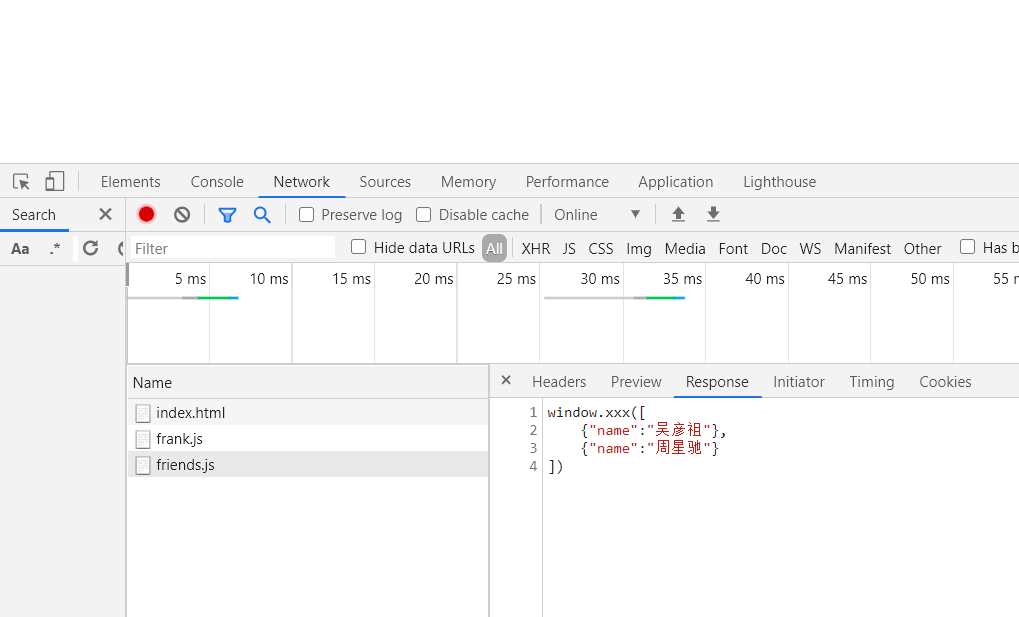 Elements Console Network Sources Memory Performance Application Lighthouse
Search
Preserve log Disable cache Online
Aa .*
Filter Hide data URLs All XHR JS CSS Img Media Font Doc WS Manifest Other Has b
5 ms 10 ms 15 ms 20 ms 25 ms 30 ms 35 ms 40 ms 45 ms 50 ms 55 m
Name
index.html
frank.js
friends.js
Headers Preview Response Initiator Timing Cookies
1 window.xxx([
2 {"name":"吴彦祖"},
3 {"name":"周星驰"}
4 ])